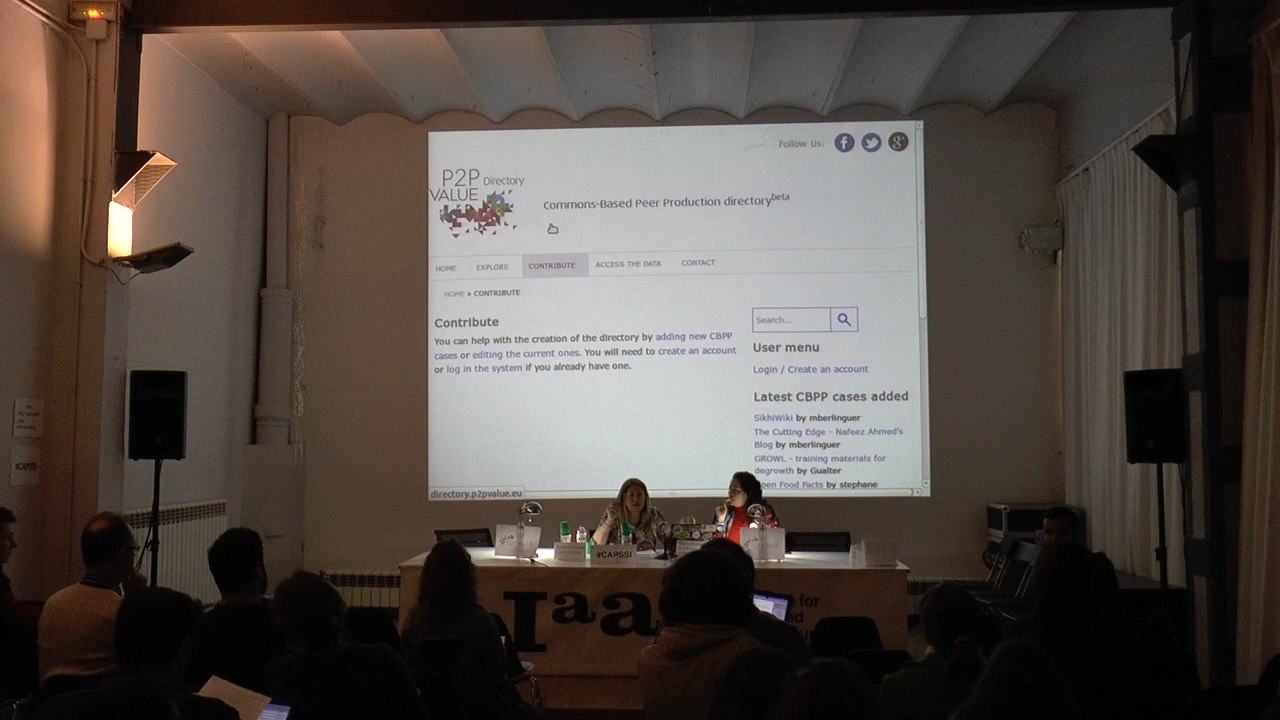 Follow Us:
P2P Directory
VALUE
Commons-Based Peer Production directory beta
HOME EXPLORE CONTRIBUTE ACCESS THE DATA CONTACT
HOME » CONTRIBUTE
Contribute
You can help with the creation of the directory by adding new CBPP
cases or editing the current ones. You will need to create an account
or log in the system if you already have one.
Search...
User menu
Login / Create an account
Latest CBPP cases added
SikhiWiki by mberlinguer
The Cutting Edge - Nafeez Ahmed's
Blog by mberlinguer
GROWL - training materials for
degrowth by Gualter
Open Food Facts by stephane
directory.p2pvalue.eu
#CAPSSI
#CAPSSI
Iaa
for